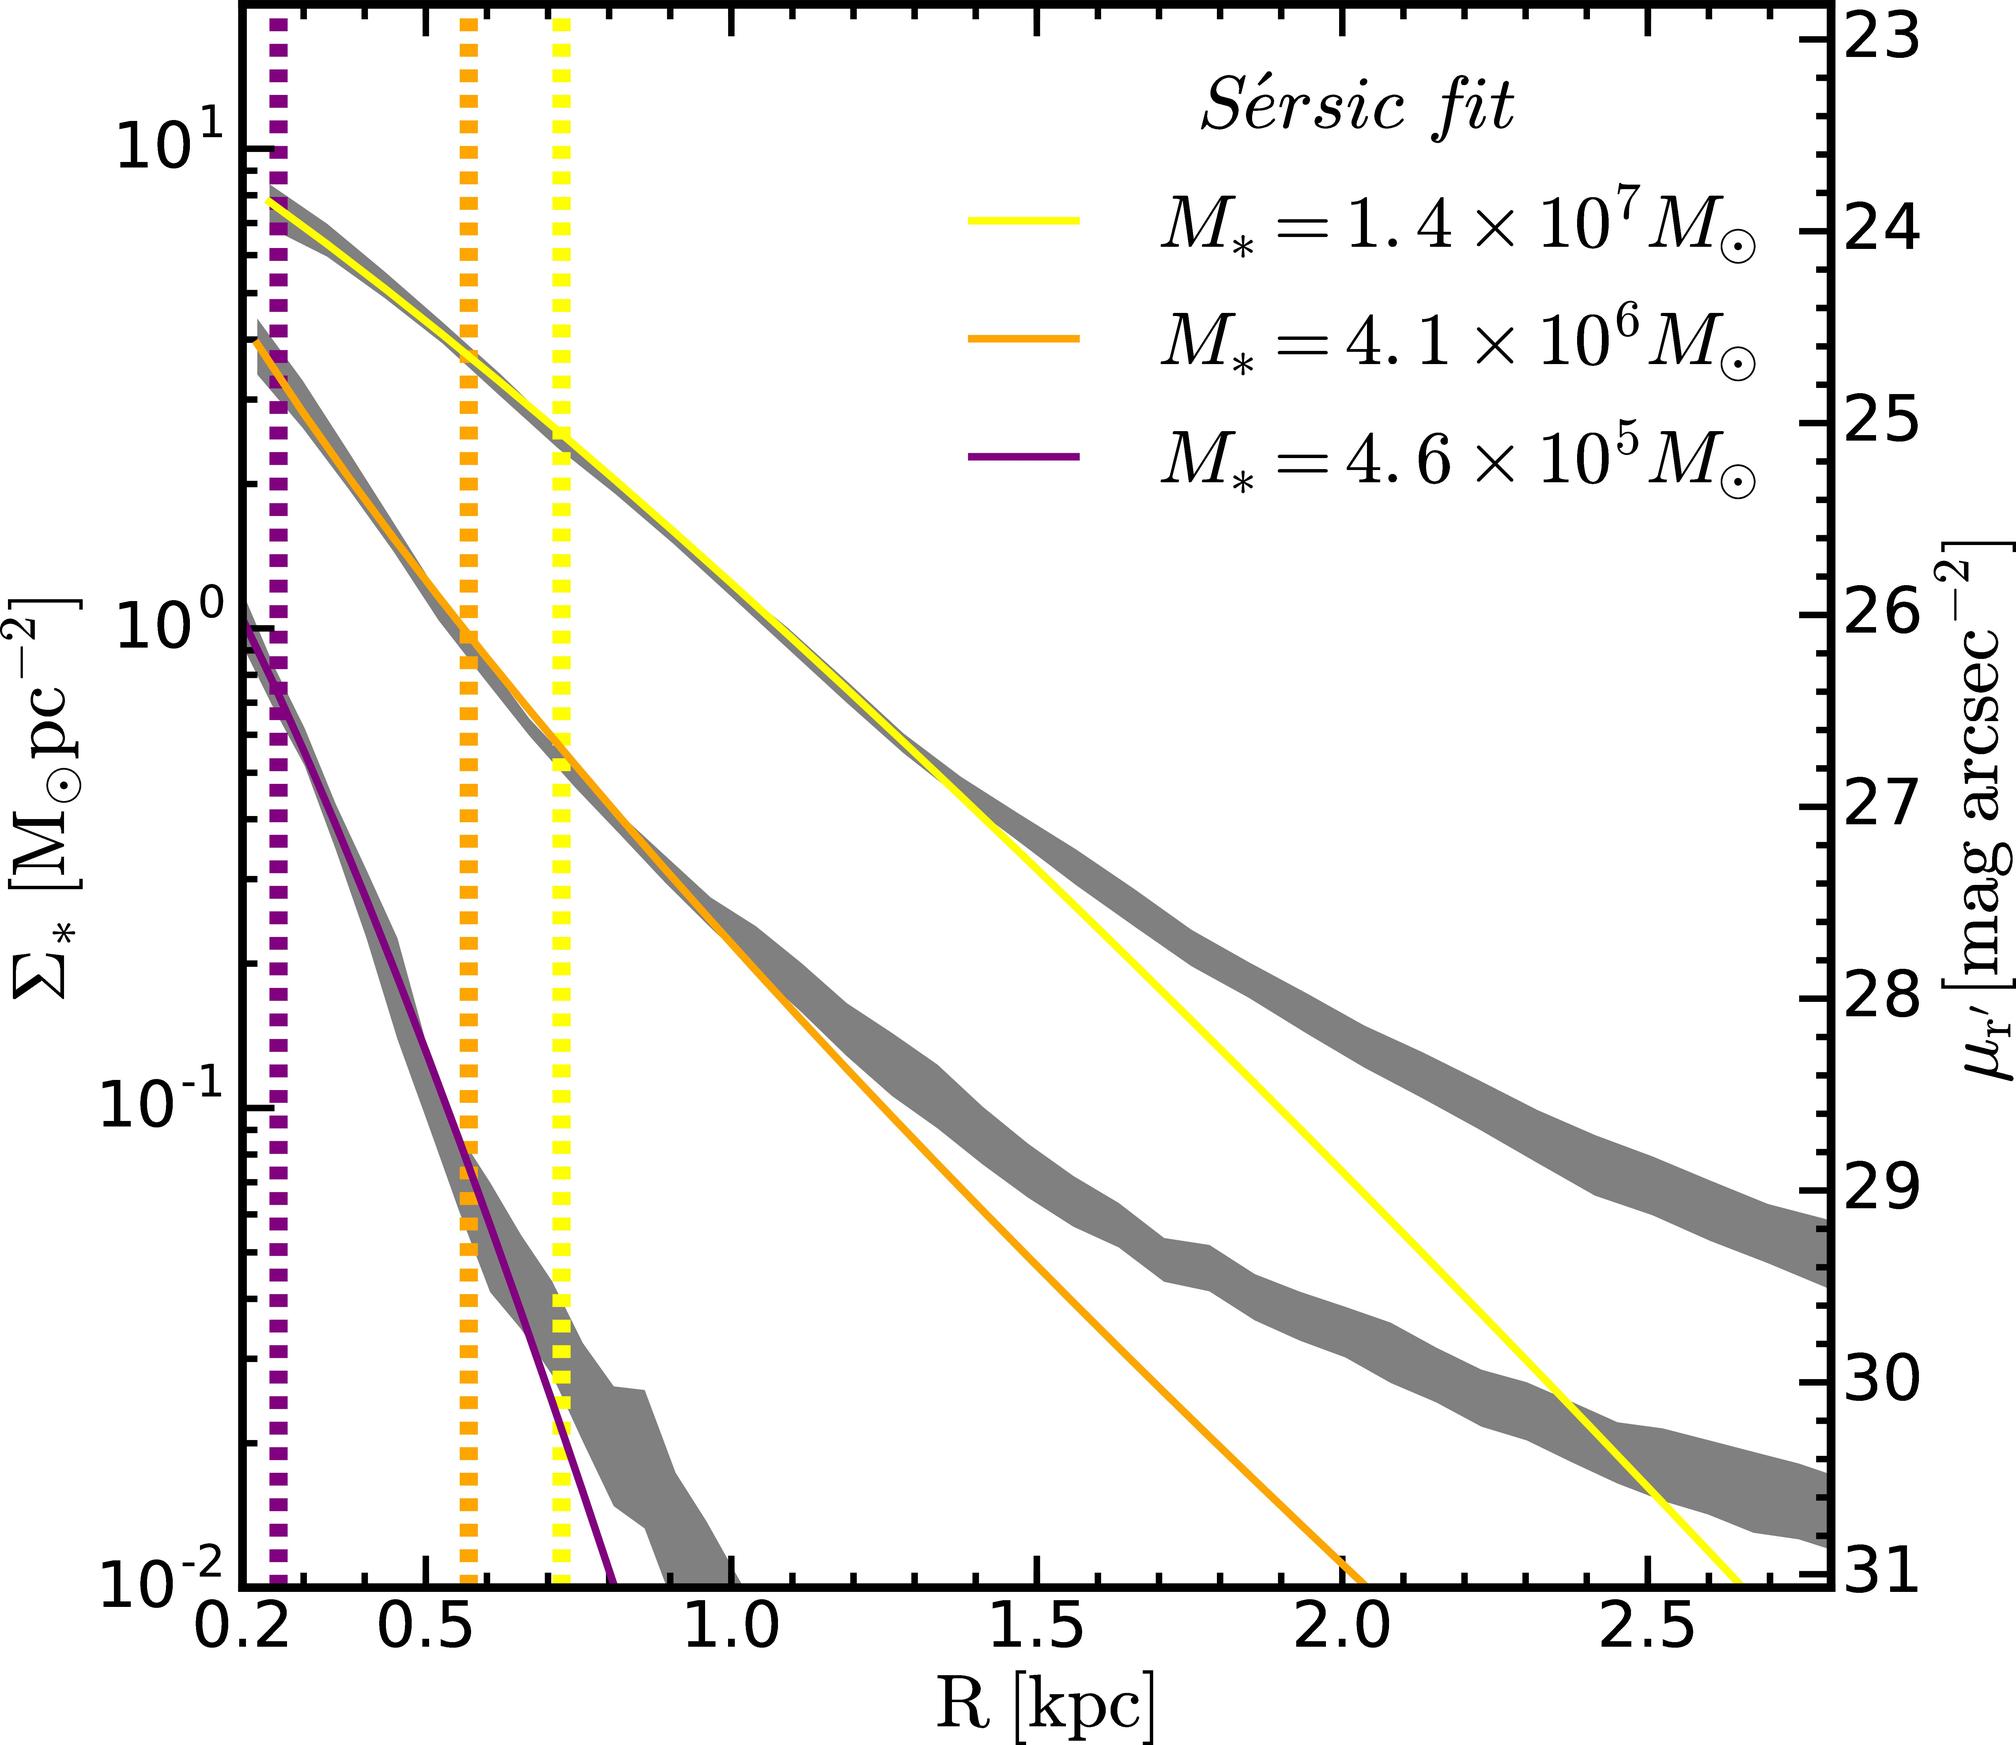 Sérsic fit
M* = 1.4 × 10⁷ M⊙
M* = 4.1 × 10⁶ M⊙
M* = 4.6 × 10⁵ M⊙
10¹
10⁰
10⁻¹
10⁻²
Σ* [M⊙pc⁻²]
23
24
25
26
27
28
29
30
31
μr′ [mag arcsec⁻²]
0.2 0.5 1.0 1.5 2.0 2.5
R [kpc]